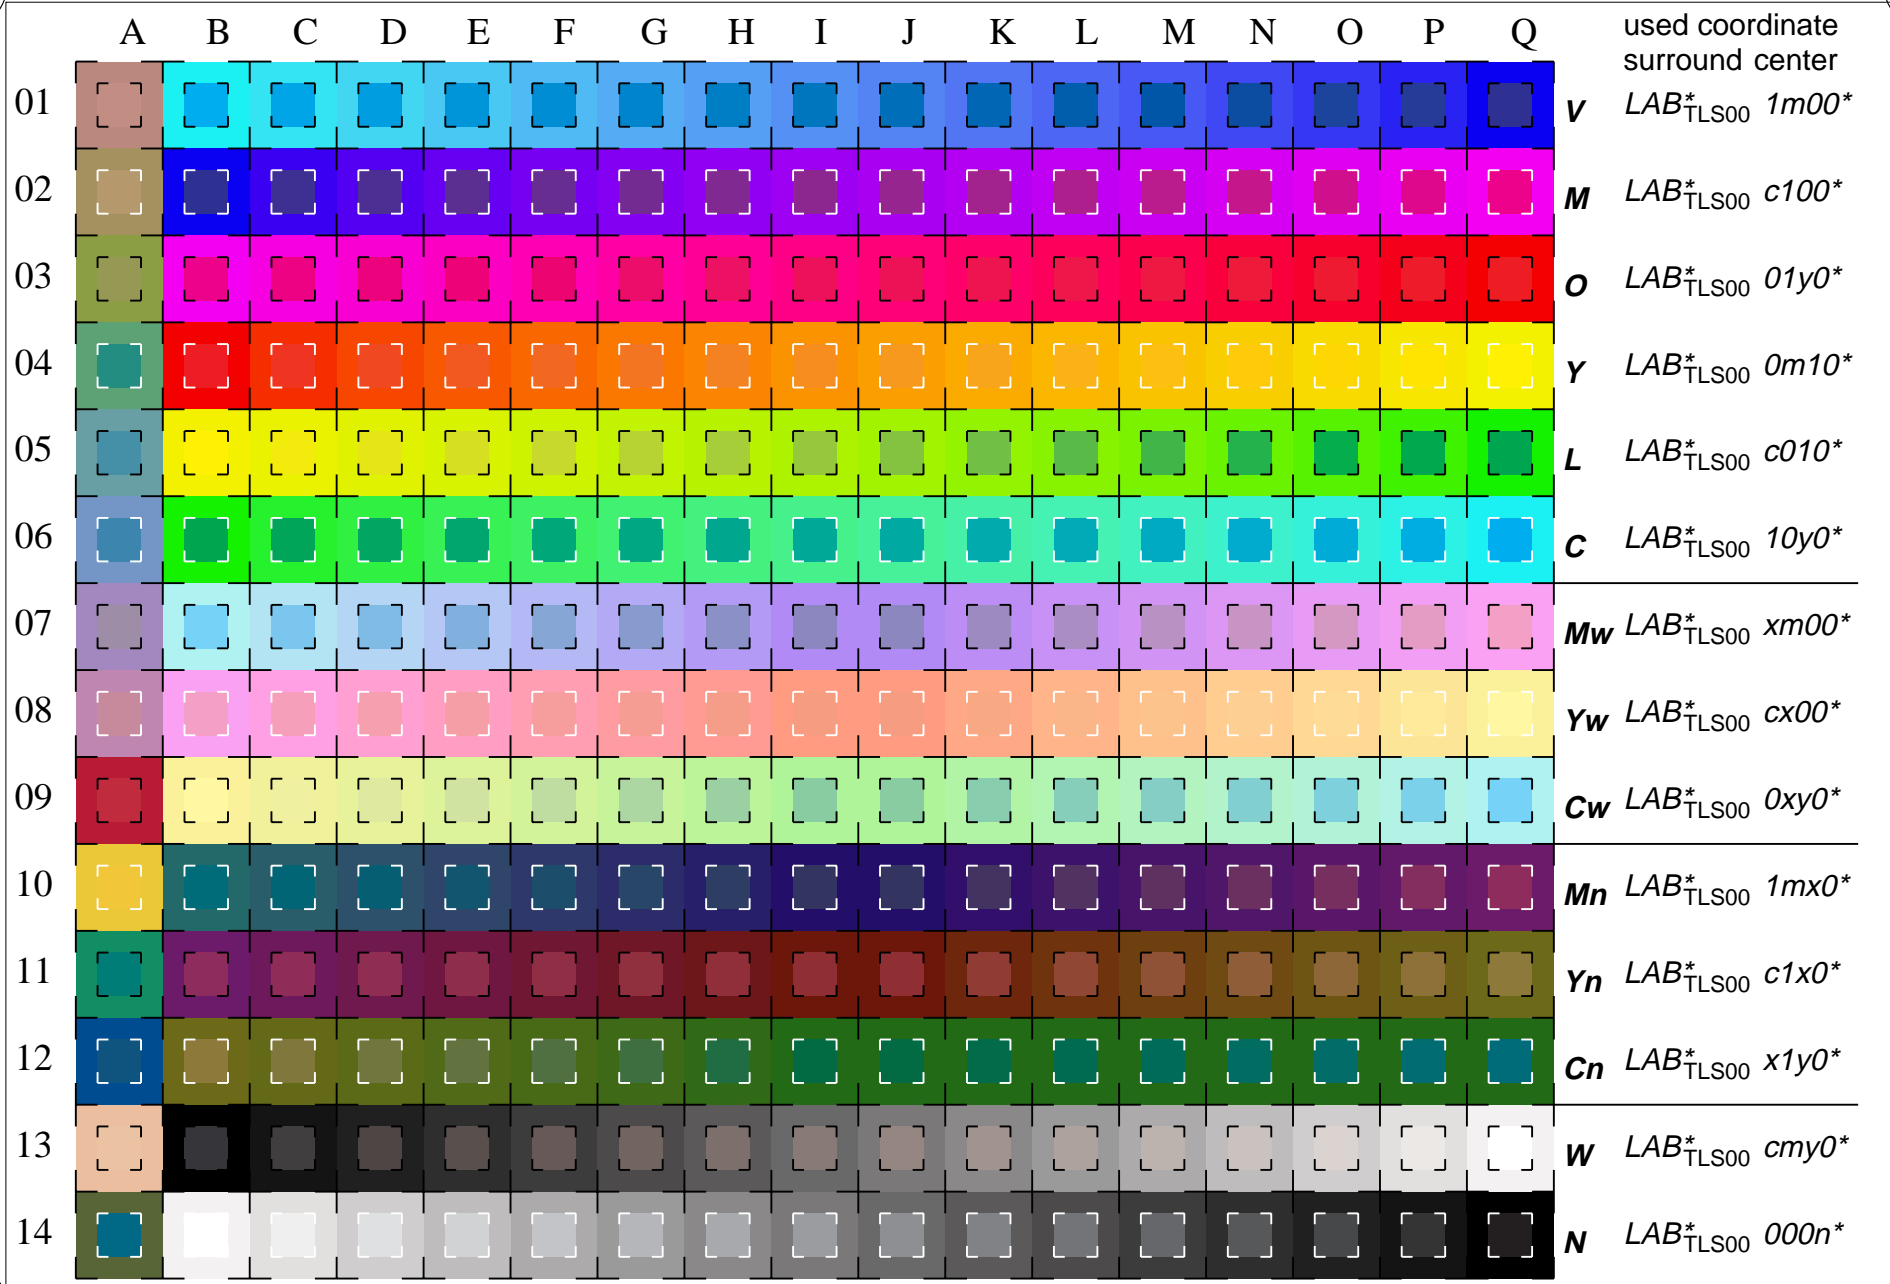 A B C D E F G H I J K L M N O P Q used coordinate
surround center
01 V LAB*TLS00 1m00*
02 M LAB*TLS00 c100*
03 O LAB*TLS00 01y0*
04 Y LAB*TLS00 0m10*
05 L LAB*TLS00 c010*
06 C LAB*TLS00 10y0*
07 Mw LAB*TLS00 xm00*
08 Yw LAB*TLS00 cx00*
09 Cw LAB*TLS00 0xy0*
10 Mn LAB*TLS00 1mx0*
11 Yn LAB*TLS00 c1x0*
12 Cn LAB*TLS00 x1y0*
13 W LAB*TLS00 cmy0*
14 N LAB*TLS00 000n*